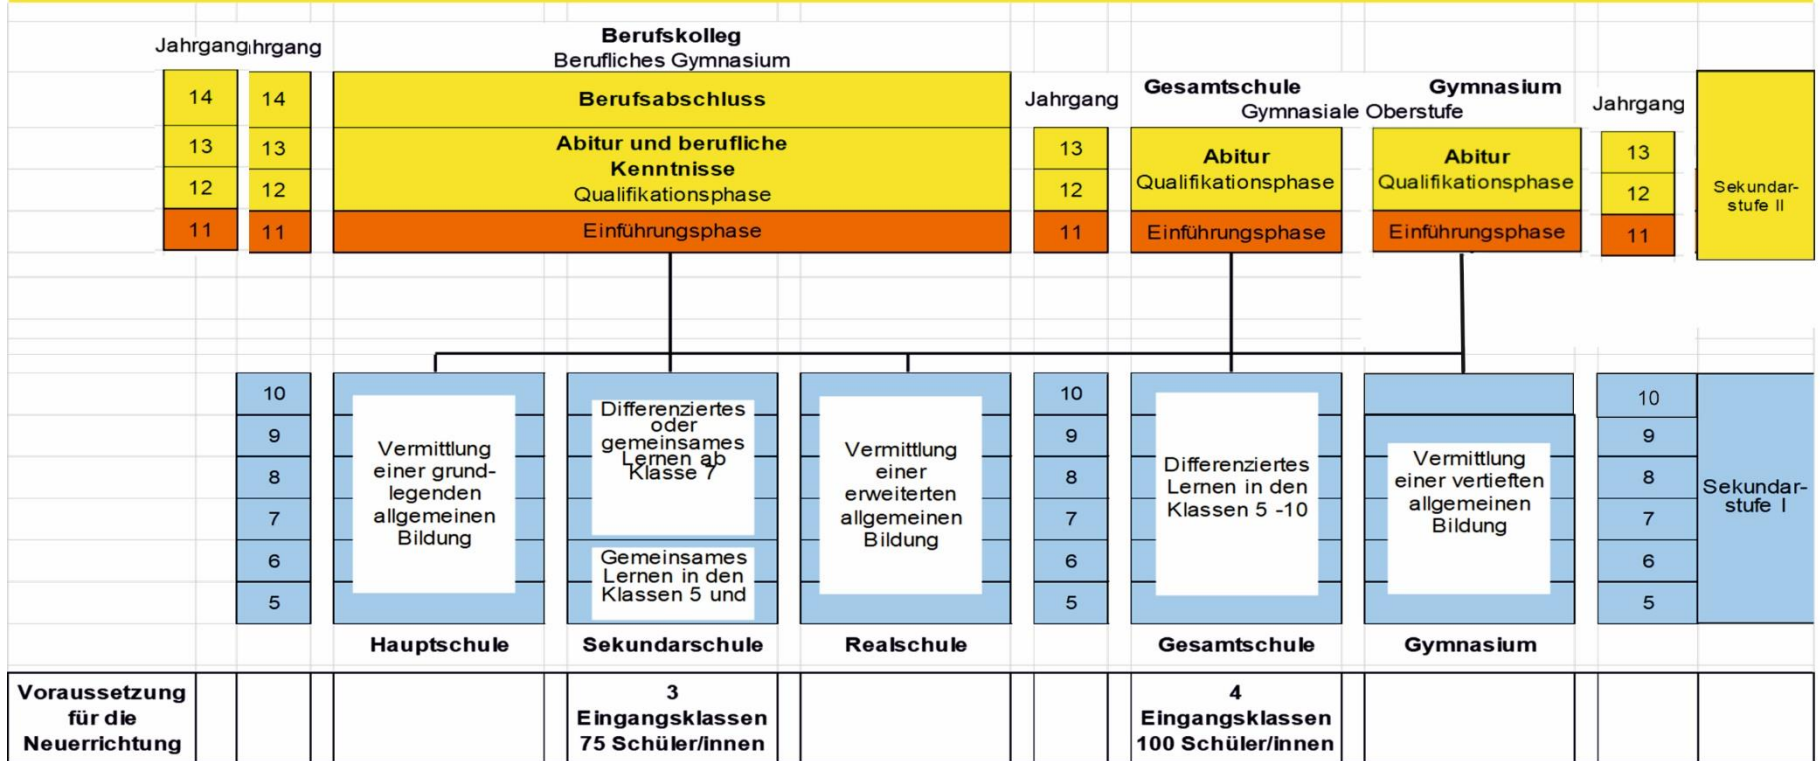 Jahrgang
hrgang
Berufskolleg
Berufliches Gymnasium
14
14
Berufsabschluss
13
13
Abitur und berufliche
Kenntnisse
12
12
Qualifikationsphase
11
11
Einführungsphase
Jahrgang
13
12
11
Gesamtschule
Gymnasium
Gymnasiale Oberstufe
Abitur
Qualifikationsphase
Einführungsphase
Abitur
Qualifikationsphase
Einführungsphase
Jahrgang
13
12
11
Sekundar-
stufe II
10
9
8
7
6
5
Vermittlung
einer grund-
legenden
allgemeinen
Bildung
Hauptschule
Differenziertes
oder
gemeinsames
Lernen ab
Klasse 7
Gemeinsames
Lernen in den
Klassen 5 und
Sekundarschule
Vermittlung
einer
erweiterten
allgemeinen
Bildung
Realschule
10
9
8
7
6
5
Differenziertes
Lernen in den
Klassen 5 -10
Gesamtschule
Vermittlung
einer vertieften
allgemeinen
Bildung
Gymnasium
10
9
8
7
6
5
Sekundar-
stufe I
Voraussetzung
für die
Neuerrichtung
3
Eingangsklassen
75 Schüler/innen
4
Eingangsklassen
100 Schüler/innen